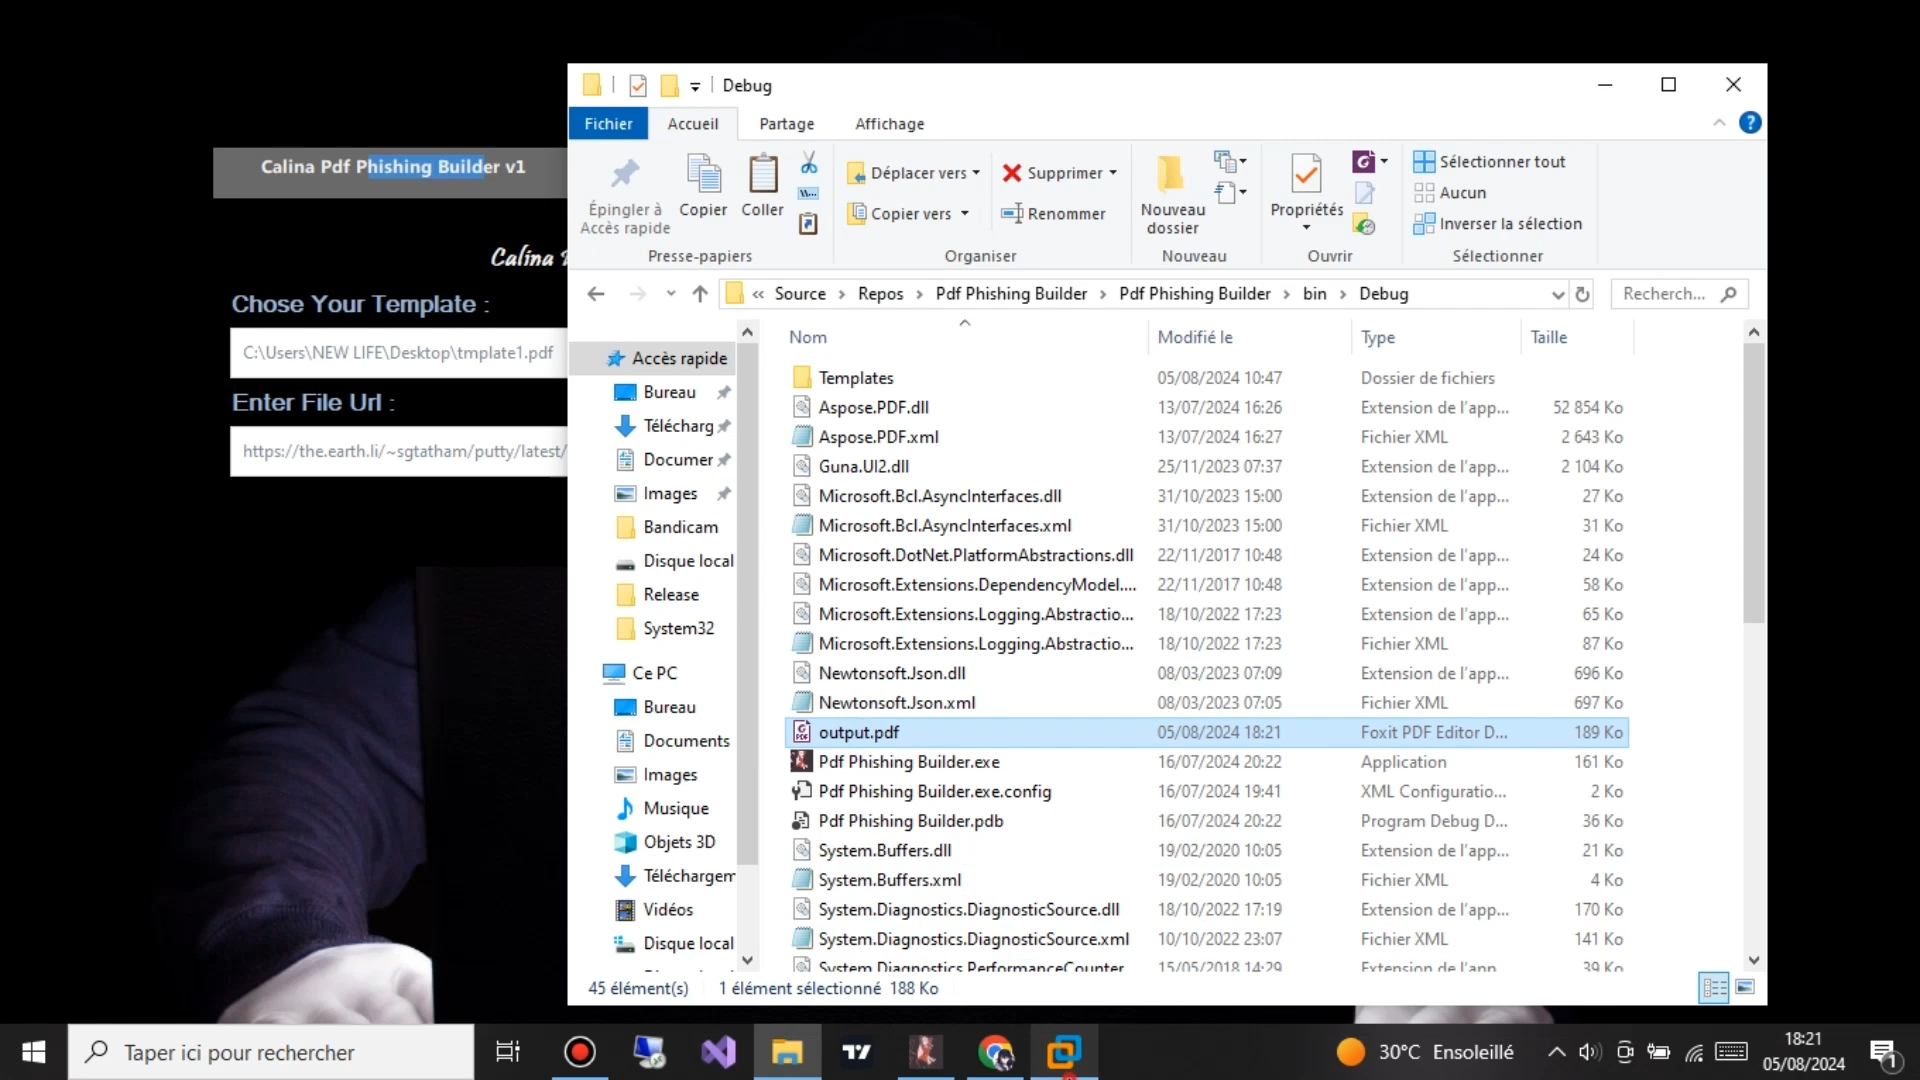 Calina Pdf Phishing Builder v1
Calina
Chose Your Template :
C:\Users\NEW LIFE\Desktop\tmplate1.pdf
Enter File Url :
https://the.earth.li/~sgtatham/putty/latest/
Debug
Fichier Accueil Partage Affichage
Épingler à Accès rapide
Copier
Coller
Presse-papiers
Déplacer vers
Copier vers
Supprimer
Renommer
Organiser
Nouveau dossier
Nouveau
Propriétés
Ouvrir
Sélectionner tout
Aucun
Inverser la sélection
Sélectionner
« Source › Repos › Pdf Phishing Builder › Pdf Phishing Builder › bin › Debug
Recherch...
Accès rapide
Bureau
Télécharg
Documer
Images
Bandicam
Disque local
Release
System32
Ce PC
Bureau
Documents
Images
Musique
Objets 3D
Téléchargem
Vidéos
Disque local
Nom Modifié le Type Taille
Templates 05/08/2024 10:47 Dossier de fichiers
Aspose.PDF.dll 13/07/2024 16:26 Extension de l'app... 52 854 Ko
Aspose.PDF.xml 13/07/2024 16:27 Fichier XML 2 643 Ko
Guna.UI2.dll 25/11/2023 07:37 Extension de l'app... 2 104 Ko
Microsoft.Bcl.AsyncInterfaces.dll 31/10/2023 15:00 Extension de l'app... 27 Ko
Microsoft.Bcl.AsyncInterfaces.xml 31/10/2023 15:00 Fichier XML 31 Ko
Microsoft.DotNet.PlatformAbstractions.dll 22/11/2017 10:48 Extension de l'app... 24 Ko
Microsoft.Extensions.DependencyModel.... 22/11/2017 10:48 Extension de l'app... 58 Ko
Microsoft.Extensions.Logging.Abstractio... 18/10/2022 17:23 Extension de l'app... 65 Ko
Microsoft.Extensions.Logging.Abstractio... 18/10/2022 17:23 Fichier XML 87 Ko
Newtonsoft.Json.dll 08/03/2023 07:09 Extension de l'app... 696 Ko
Newtonsoft.Json.xml 08/03/2023 07:05 Fichier XML 697 Ko
output.pdf 05/08/2024 18:21 Foxit PDF Editor D... 189 Ko
Pdf Phishing Builder.exe 16/07/2024 20:22 Application 161 Ko
Pdf Phishing Builder.exe.config 16/07/2024 19:41 XML Configuratio... 2 Ko
Pdf Phishing Builder.pdb 16/07/2024 20:22 Program Debug D... 36 Ko
System.Buffers.dll 19/02/2020 10:05 Extension de l'app... 21 Ko
System.Buffers.xml 19/02/2020 10:05 Fichier XML 4 Ko
System.Diagnostics.DiagnosticSource.dll 18/10/2022 17:19 Extension de l'app... 170 Ko
System.Diagnostics.DiagnosticSource.xml 10/10/2022 23:07 Fichier XML 141 Ko
System.Diagnostics.PerformanceCounter 15/05/2018 14:29 Extension de l'app 39 Ko
45 élément(s) 1 élément sélectionné 188 Ko
Taper ici pour rechercher
30°C Ensoleillé
18:21
05/08/2024
1